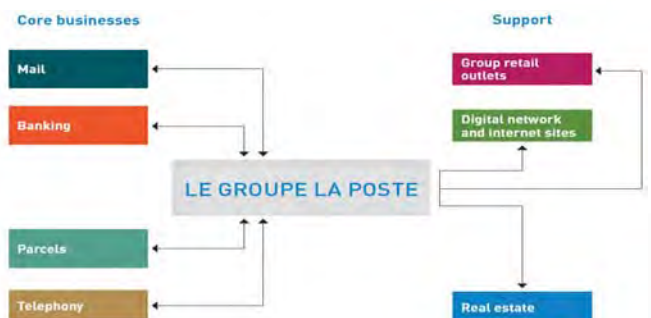 Core businesses
Support
Mail
Group retail
outlets
Banking
Digital network
and internet sites
LE GROUPE LA POSTE
Parcels
Telephony
Real estate